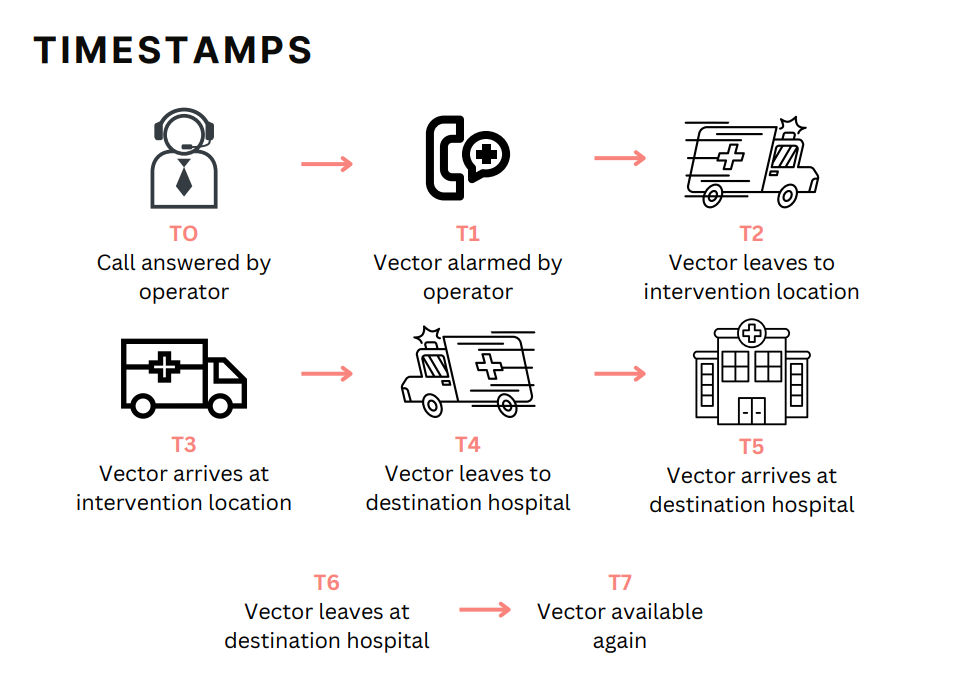 TIMESTAMPS
T0
Call answered by
operator
T1
Vector alarmed by
operator
T2
Vector leaves to
intervention location
T3
Vector arrives at
intervention location
T4
Vector leaves to
destination hospital
T5
Vector arrives at
destination hospital
T6
Vector leaves at
destination hospital
T7
Vector available
again